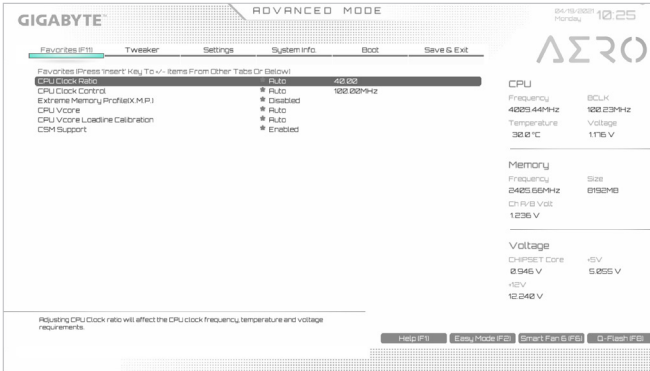 GIGABYTE™
ADVANCED MODE
04/19/2021
Monday
10:25
Favorites (F11)
Tweaker
Settings
System Info.
Boot
Save & Exit
AERO
Favorites (Press 'Insert' Key To +/- Items From Other Tabs Or Below)
CPU Clock Ratio Auto 40.00
CPU Clock Control Auto 100.00MHz
Extreme Memory Profile(X.M.P.) Disabled
CPU Vcore Auto
CPU Vcore Loadline Calibration Auto
CSM Support Enabled
CPU
Frequency BCLK
4009.44MHz 100.23MHz
Temperature Voltage
30.0 °C 1.176 V
Memory
Frequency Size
2405.66MHz 8192MB
Ch A/B Volt
1.236 V
Voltage
CHIPSET Core +5V
0.946 V 5.055 V
+12V
12.240 V
Adjusting CPU Clock ratio will affect the CPU clock frequency, temperature and voltage
requirements.
Help (F1) Easy Mode (F2) Smart Fan 6 (F6) Q-Flash (F8)